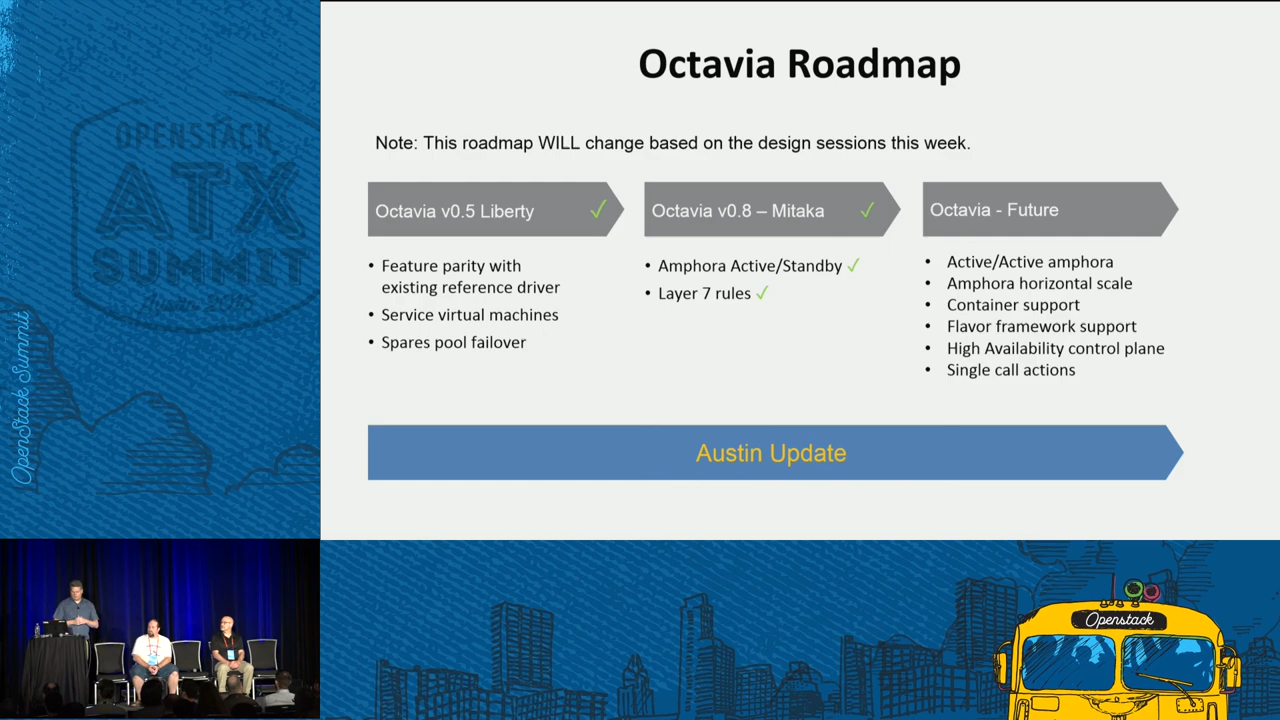 Octavia Roadmap
Note: This roadmap WILL change based on the design sessions this week.
Octavia v0.5 Liberty ✓
• Feature parity with
existing reference driver
• Service virtual machines
• Spares pool failover
Octavia v0.8 – Mitaka ✓
• Amphora Active/Standby ✓
• Layer 7 rules ✓
Octavia - Future
• Active/Active amphora
• Amphora horizontal scale
• Container support
• Flavor framework support
• High Availability control plane
• Single call actions
Austin Update
OPENSTACK
ATX
SUMMIT
OpenStack Summit
Openstack